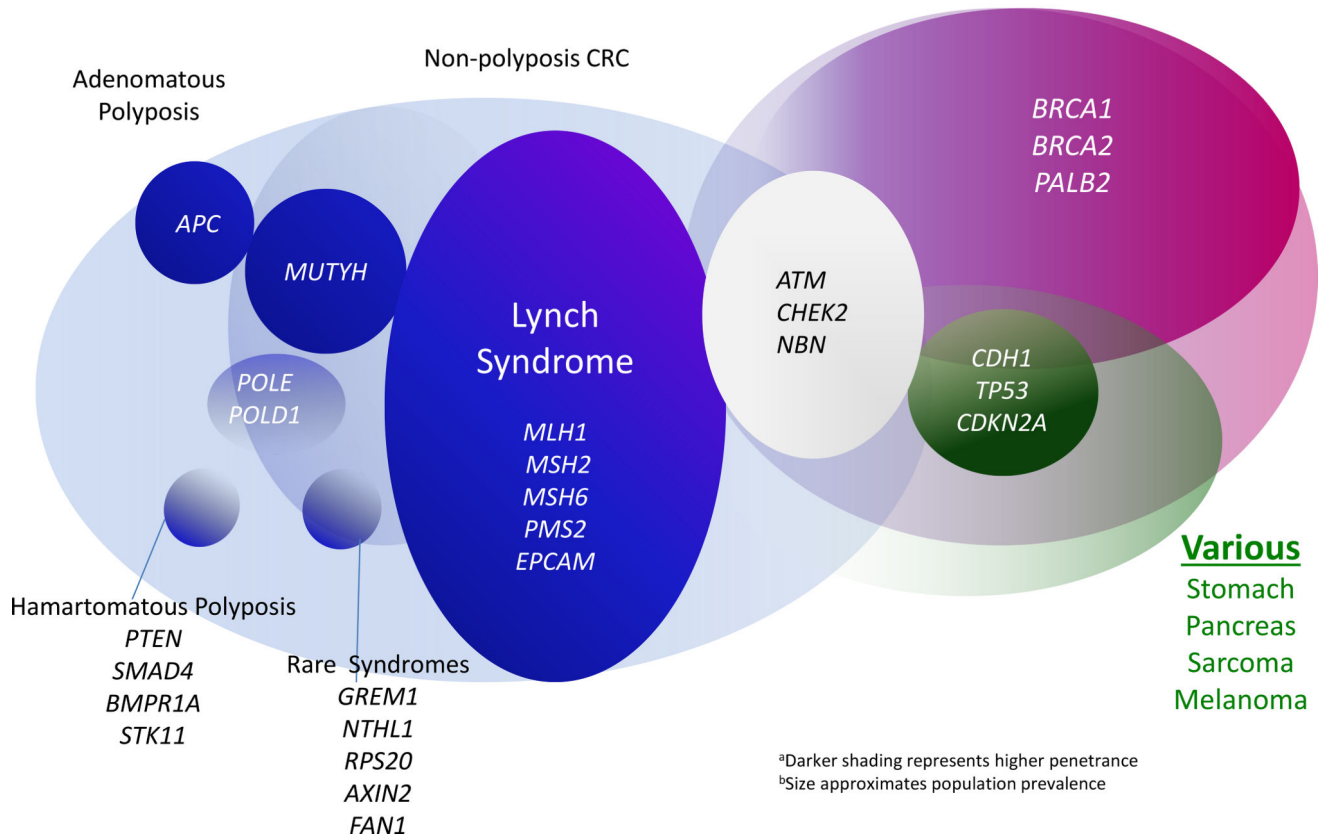 Non-polyposis CRC
Adenomatous
Polyposis
BRCA1
BRCA2
PALB2
APC
MUTYH
ATM
CHEK2
NBN
Lynch
Syndrome
MLH1
MSH2
MSH6
PMS2
EPCAM
CDH1
TP53
CDKN2A
POLE
POLD1
Hamartomatous Polyposis
PTEN
SMAD4
BMPR1A
STK11
Rare Syndromes
GREM1
NTHL1
RPS20
AXIN2
FAN1
Various
Stomach
Pancreas
Sarcoma
Melanoma
ᵃDarker shading represents higher penetrance
ᵇSize approximates population prevalence